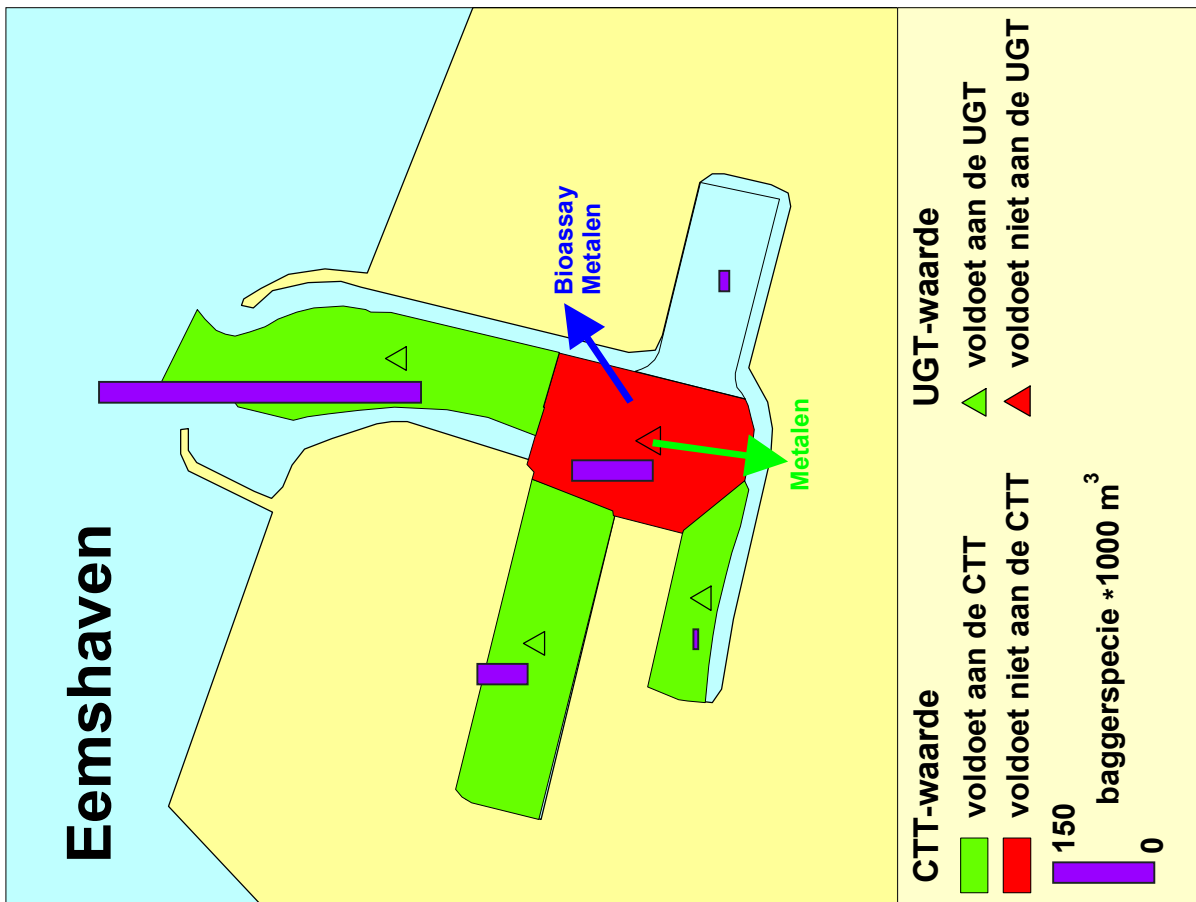 Eemshaven
Bioassay
Metalen
Metalen
CTT-waarde
voldoet aan de CTT
voldoet niet aan de CTT
150
0
baggerspecie *1000 m³
UGT-waarde
voldoet aan de UGT
voldoet niet aan de UGT